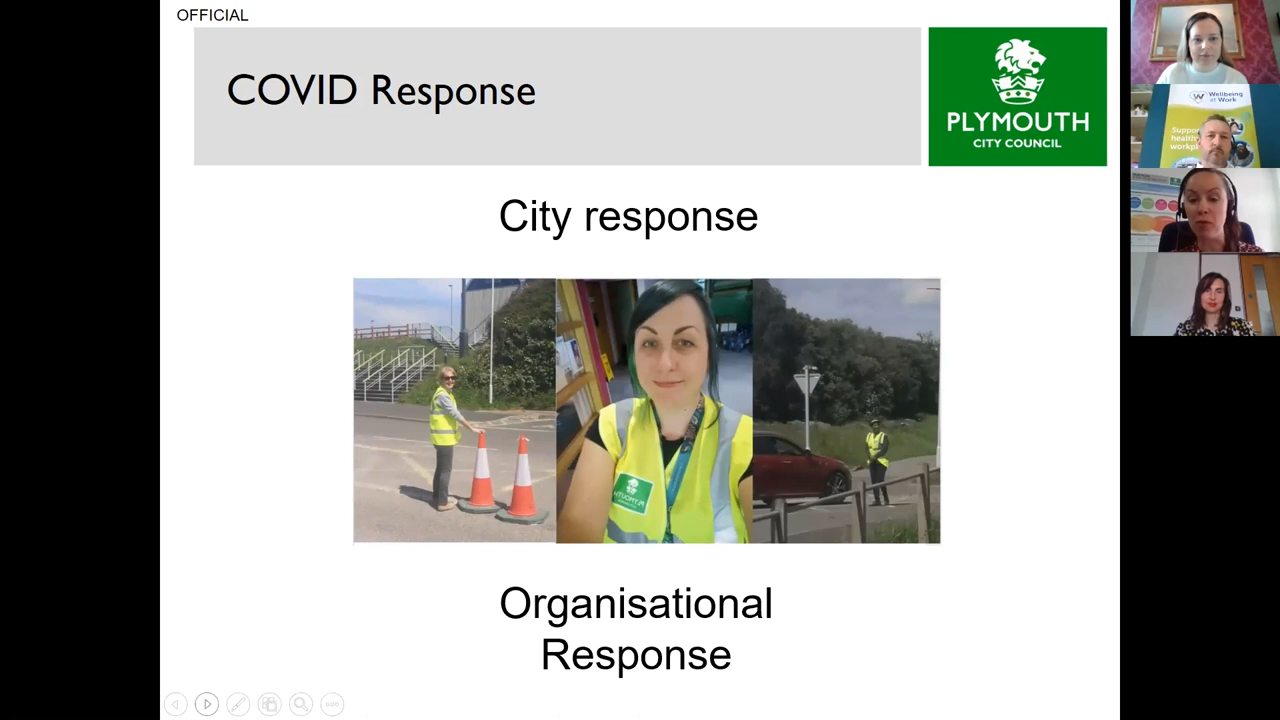 OFFICIAL
COVID Response
PLYMOUTH
CITY COUNCIL
City response
Organisational
Response
Wellbeing
at Work